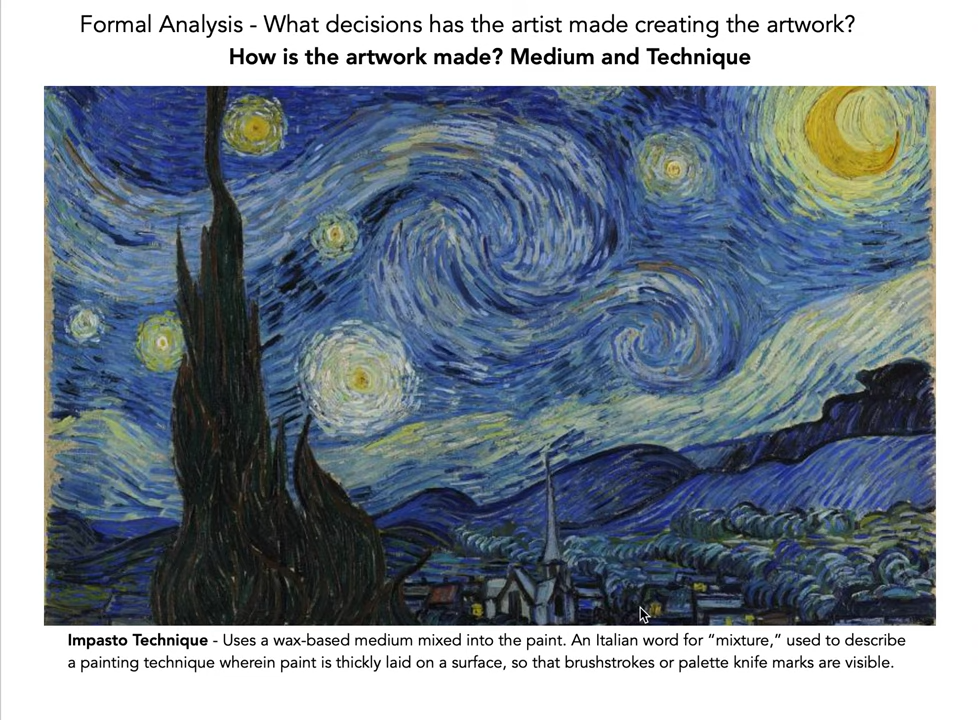 Formal Analysis - What decisions has the artist made creating the artwork?
How is the artwork made? Medium and Technique
Impasto Technique - Uses a wax-based medium mixed into the paint. An Italian word for “mixture,” used to describe
a painting technique wherein paint is thickly laid on a surface, so that brushstrokes or palette knife marks are visible.